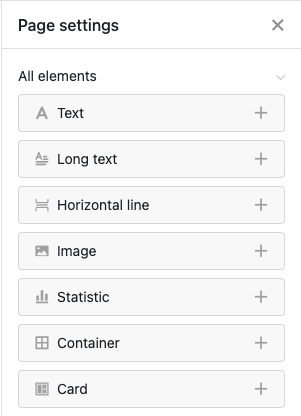 Page settings
All elements
Text
Long text
Horizontal line
Image
Statistic
Container
Card